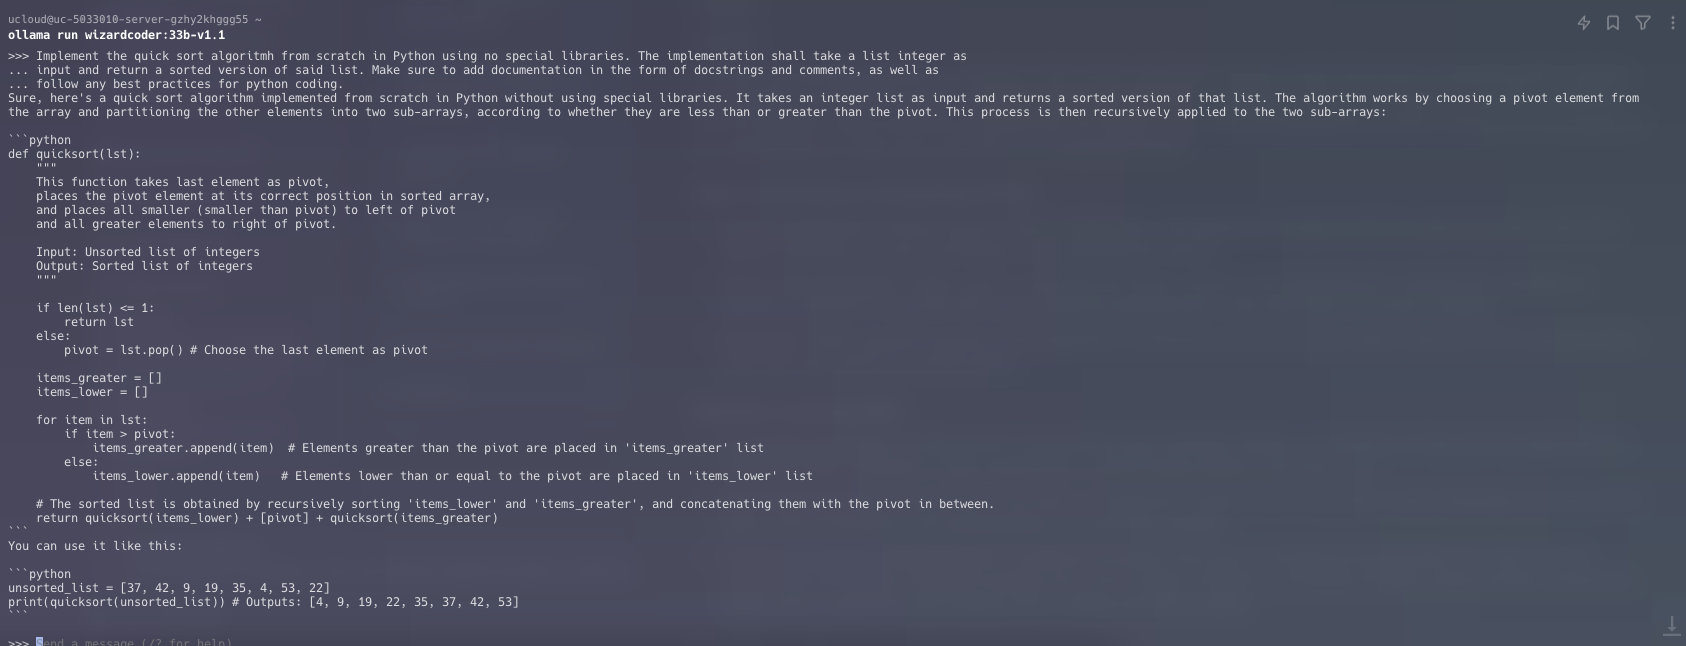 ucloud@uc-5033010-server-gzhy2khggg55 ~
ollama run wizardcoder:33b-v1.1
>>> Implement the quick sort algoritmh from scratch in Python using no special libraries. The implementation shall take a list integer as
... input and return a sorted version of said list. Make sure to add documentation in the form of docstrings and comments, as well as
... follow any best practices for python coding.
Sure, here's a quick sort algorithm implemented from scratch in Python without using special libraries. It takes an integer list as input and returns a sorted version of that list. The algorithm works by choosing a pivot element from
the array and partitioning the other elements into two sub-arrays, according to whether they are less than or greater than the pivot. This process is then recursively applied to the two sub-arrays:
```python
def quicksort(lst):
    """
    This function takes last element as pivot,
    places the pivot element at its correct position in sorted array,
    and places all smaller (smaller than pivot) to left of pivot
    and all greater elements to right of pivot.
    Input: Unsorted list of integers
    Output: Sorted list of integers
    """
    if len(lst) <= 1:
        return lst
    else:
        pivot = lst.pop() # Choose the last element as pivot
    items_greater = []
    items_lower = []
    for item in lst:
        if item > pivot:
            items_greater.append(item)  # Elements greater than the pivot are placed in 'items_greater' list
        else:
            items_lower.append(item)   # Elements lower than or equal to the pivot are placed in 'items_lower' list
    # The sorted list is obtained by recursively sorting 'items_lower' and 'items_greater', and concatenating them with the pivot in between.
    return quicksort(items_lower) + [pivot] + quicksort(items_greater)
```
You can use it like this:
```python
unsorted_list = [37, 42, 9, 19, 35, 4, 53, 22]
print(quicksort(unsorted_list)) # Outputs: [4, 9, 19, 22, 35, 37, 42, 53]
```
>>> Send a message (/? for help)